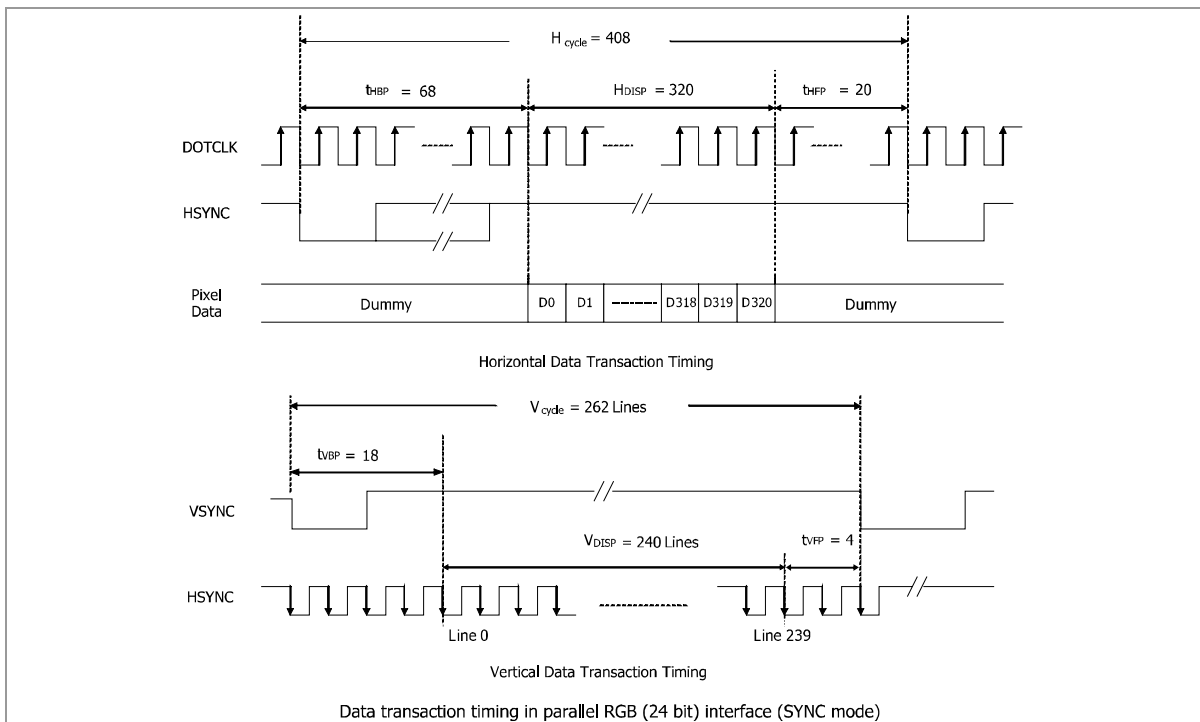 H cycle = 408
tHBP = 68
HDISP = 320
tHFP = 20
DOTCLK
HSYNC
Pixel
Data
Dummy
D0
D1
D318
D319
D320
Dummy
Horizontal Data Transaction Timing
V cycle = 262 Lines
tVBP = 18
VSYNC
VDISP = 240 Lines
tVFP = 4
HSYNC
Line 0
Line 239
Vertical Data Transaction Timing
Data transaction timing in parallel RGB (24 bit) interface (SYNC mode)